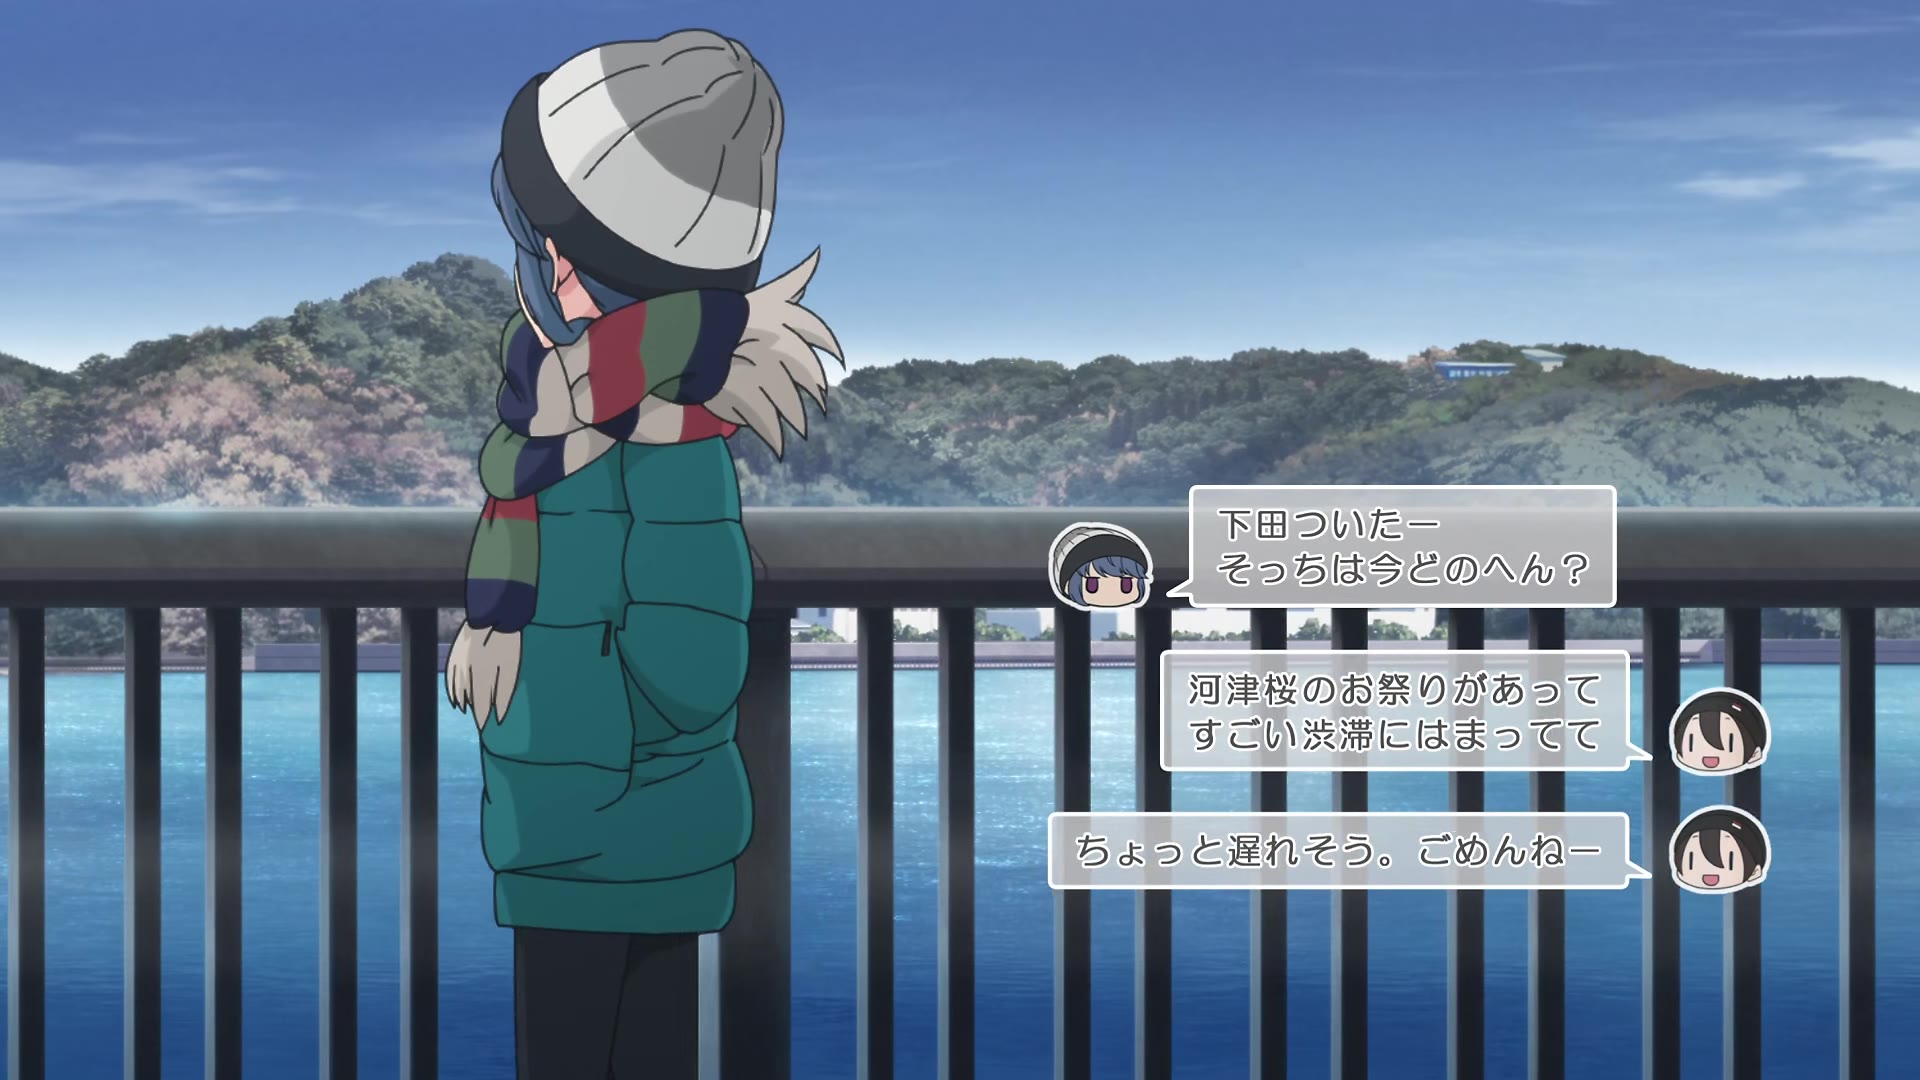 下田ついたー
そっちは今どのへん？
河津桜のお祭りがあって
すごい渋滞にはまってて
ちょっと遅れそう。ごめんねー